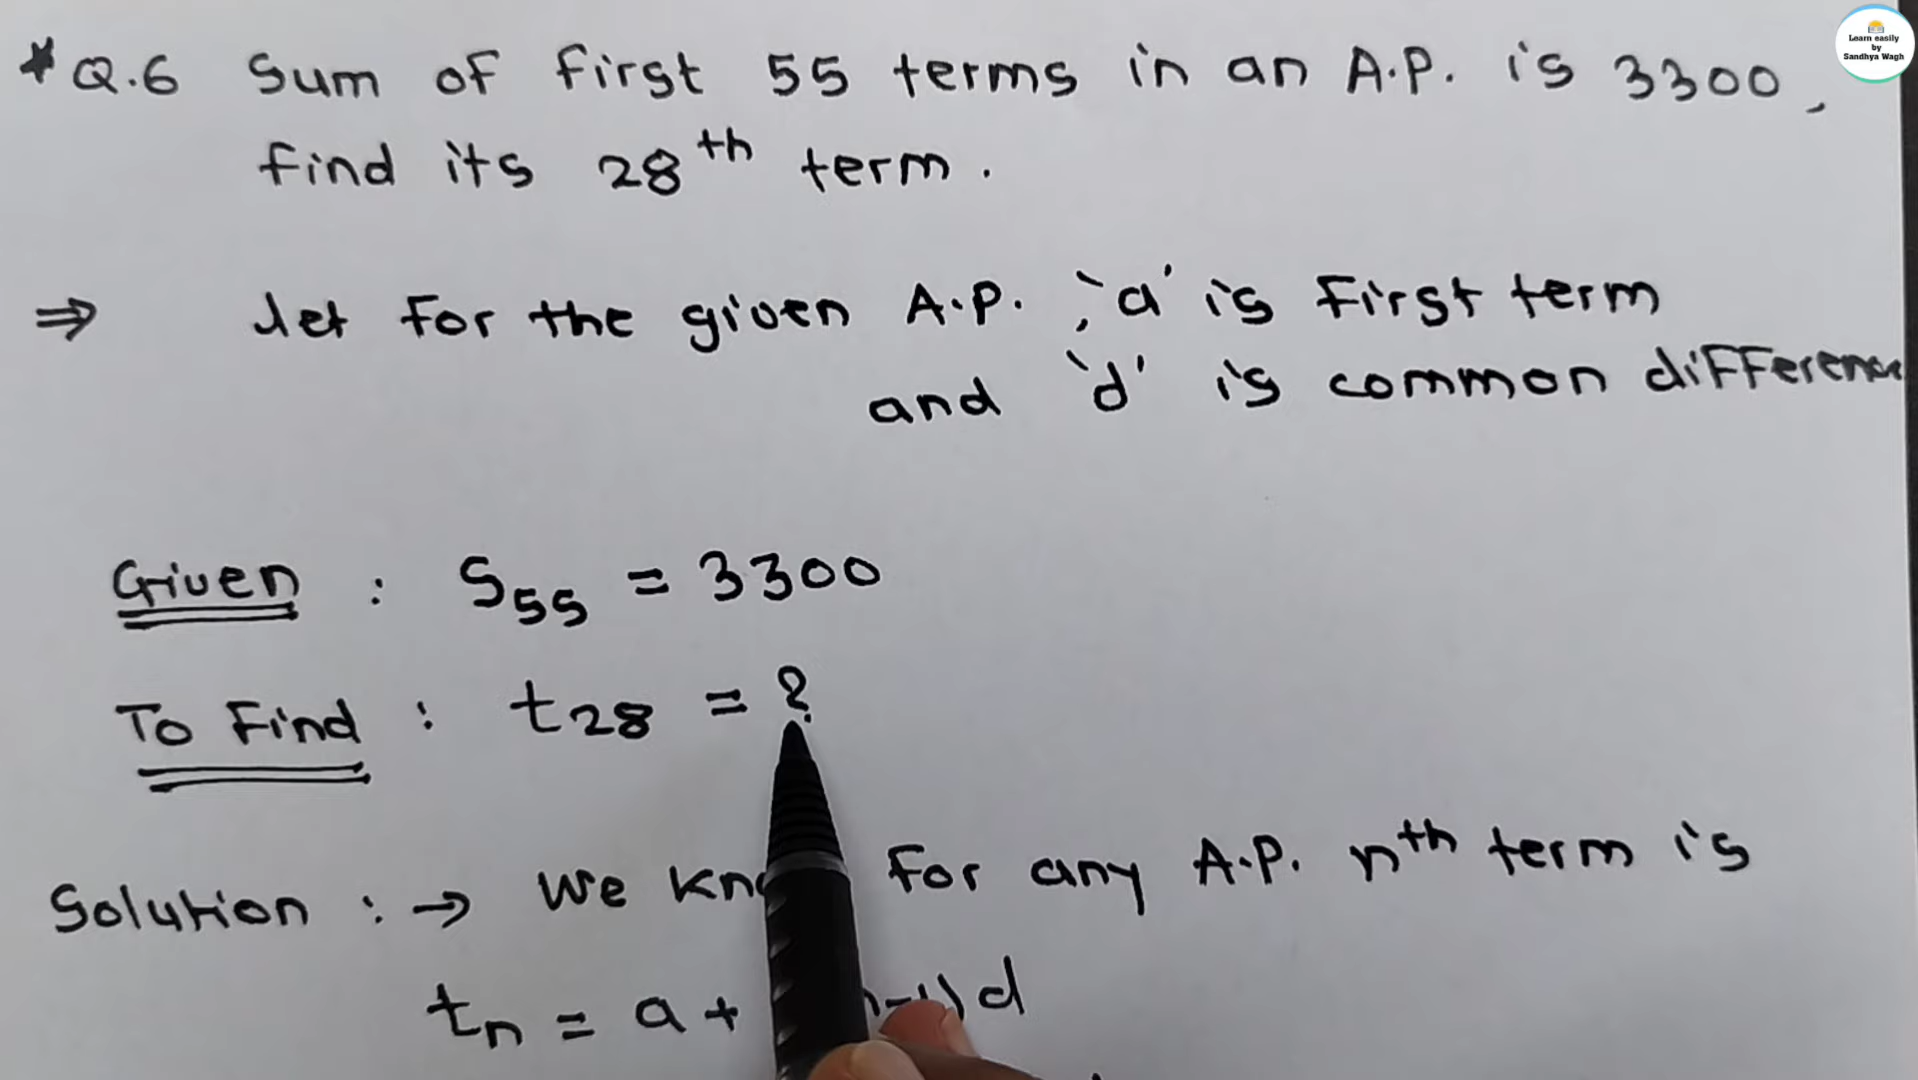 * Q.6 Sum of first 55 terms in an A.P. is 3300,
find its 28th term.
⇒ let for the given A.P. , 'a' is first term
and 'd' is common difference
Given : S55 = 3300
To Find : t28 = ?
Solution : → We for any A.P. nth term is
tn = a + d
Learn easily
by
Sandhya Wagh